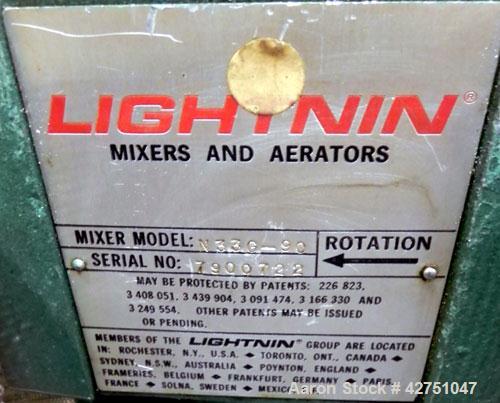 LIGHTNIN®
MIXERS AND AERATORS
MIXER MODEL: N33G-90
ROTATION
SERIAL NO: 7900722
MAY BE PROTECTED BY PATENTS: 226 823,
3 408 051, 3 439 904, 3 091 474, 3 166 330 AND
3 249 554. OTHER PATENTS MAY BE ISSUED
OR PENDING.
MEMBERS OF THE LIGHTNIN® GROUP ARE LOCATED
IN: ROCHESTER, N.Y., U.S.A. ◆ TORONTO, ONT., CANADA ◆
SYDNEY, N.S.W., AUSTRALIA ◆ POYNTON, ENGLAND ◆
FRAMERIES, BELGIUM ◆ FRANKFURT, GERMANY ◆ PARIS,
FRANCE ◆ SOLNA, SWEDEN ◆ MEXICO,
Aaron Stock # 42751047